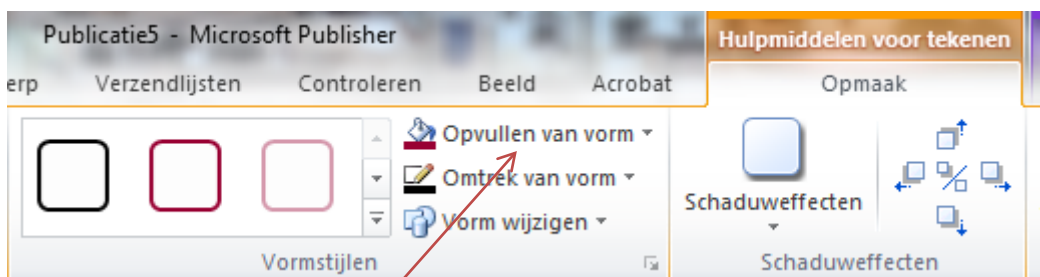 Publicatie5 - Microsoft Publisher
Hulpmiddelen voor tekenen
erp Verzendlijsten Controleren Beeld Acrobat Opmaak
Opvullen van vorm
Omtrek van vorm
Vorm wijzigen
Schaduweffecten
Vormstijlen
Schaduweffecten